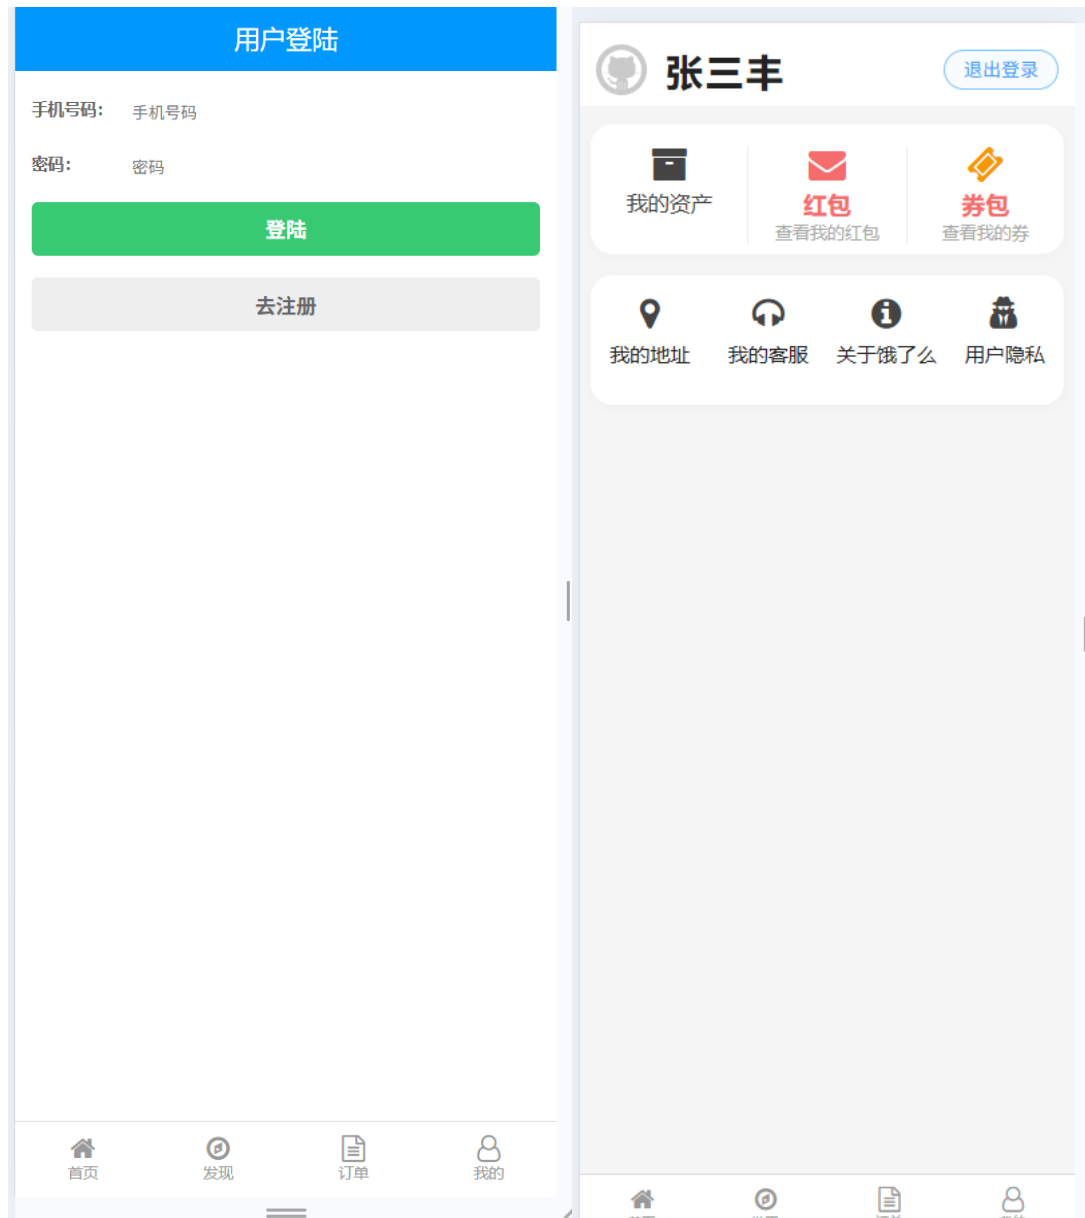 用户登陆
手机号码： 手机号码
密码： 密码
登陆
去注册
首页 发现 订单 我的
张三丰 退出登录
我的资产 红包 券包
查看我的红包 查看我的券
我的地址 我的客服 关于饿了么 用户隐私